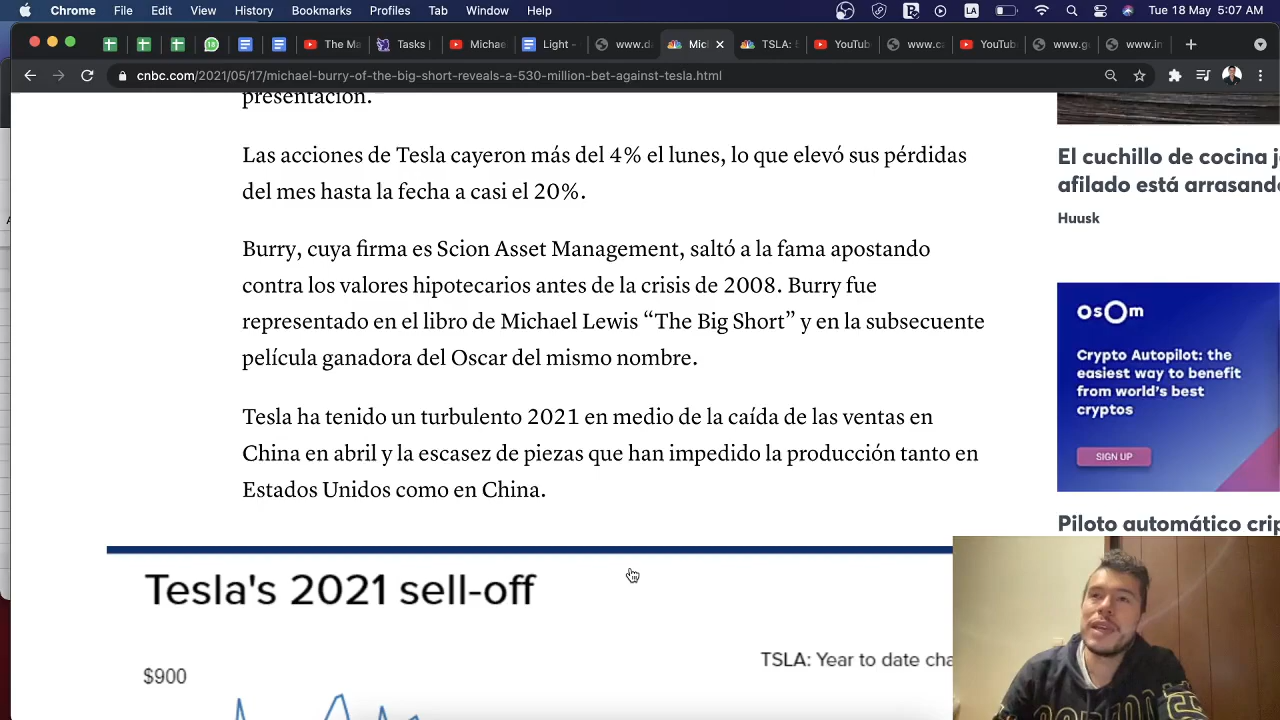 Chrome File Edit View History Bookmarks Profiles Tab Window Help LA Tue 18 May 5:07 AM
The Ma Tasks Michae Light - www.d Mic TSLA: YouTub www.c YouTub www.g www.in
cnbc.com/2021/05/17/michael-burry-of-the-big-short-reveals-a-530-million-bet-against-tesla.html
presentación.
Las acciones de Tesla cayeron más del 4% el lunes, lo que elevó sus pérdidas
del mes hasta la fecha a casi el 20%.
Burry, cuya firma es Scion Asset Management, saltó a la fama apostando
contra los valores hipotecarios antes de la crisis de 2008. Burry fue
representado en el libro de Michael Lewis “The Big Short” y en la subsecuente
película ganadora del Oscar del mismo nombre.
Tesla ha tenido un turbulento 2021 en medio de la caída de las ventas en
China en abril y la escasez de piezas que han impedido la producción tanto en
Estados Unidos como en China.
Tesla's 2021 sell-off
TSLA: Year to date cha
$900
El cuchillo de cocina j
afilado está arrasand
Huusk
OSOM
Crypto Autopilot: the
easiest way to benefit
from world's best
cryptos
SIGN UP
Piloto automático crip